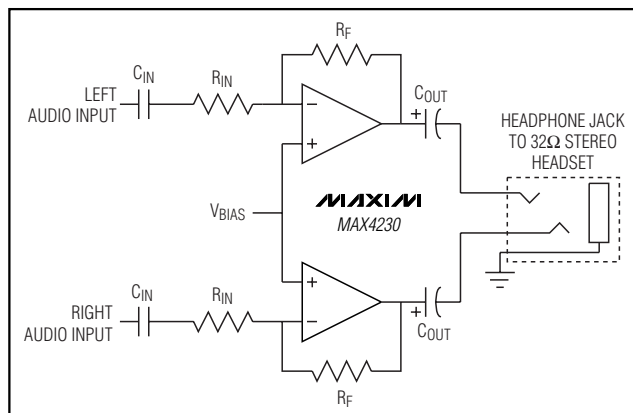 RF
CIN
RIN
LEFT
AUDIO INPUT
−
+
+
COUT
HEADPHONE JACK
TO 32Ω STEREO
HEADSET
VBIAS
MAXIM
MAX4230
CIN
RIN
RIGHT
AUDIO INPUT
+
−
+
COUT
RF